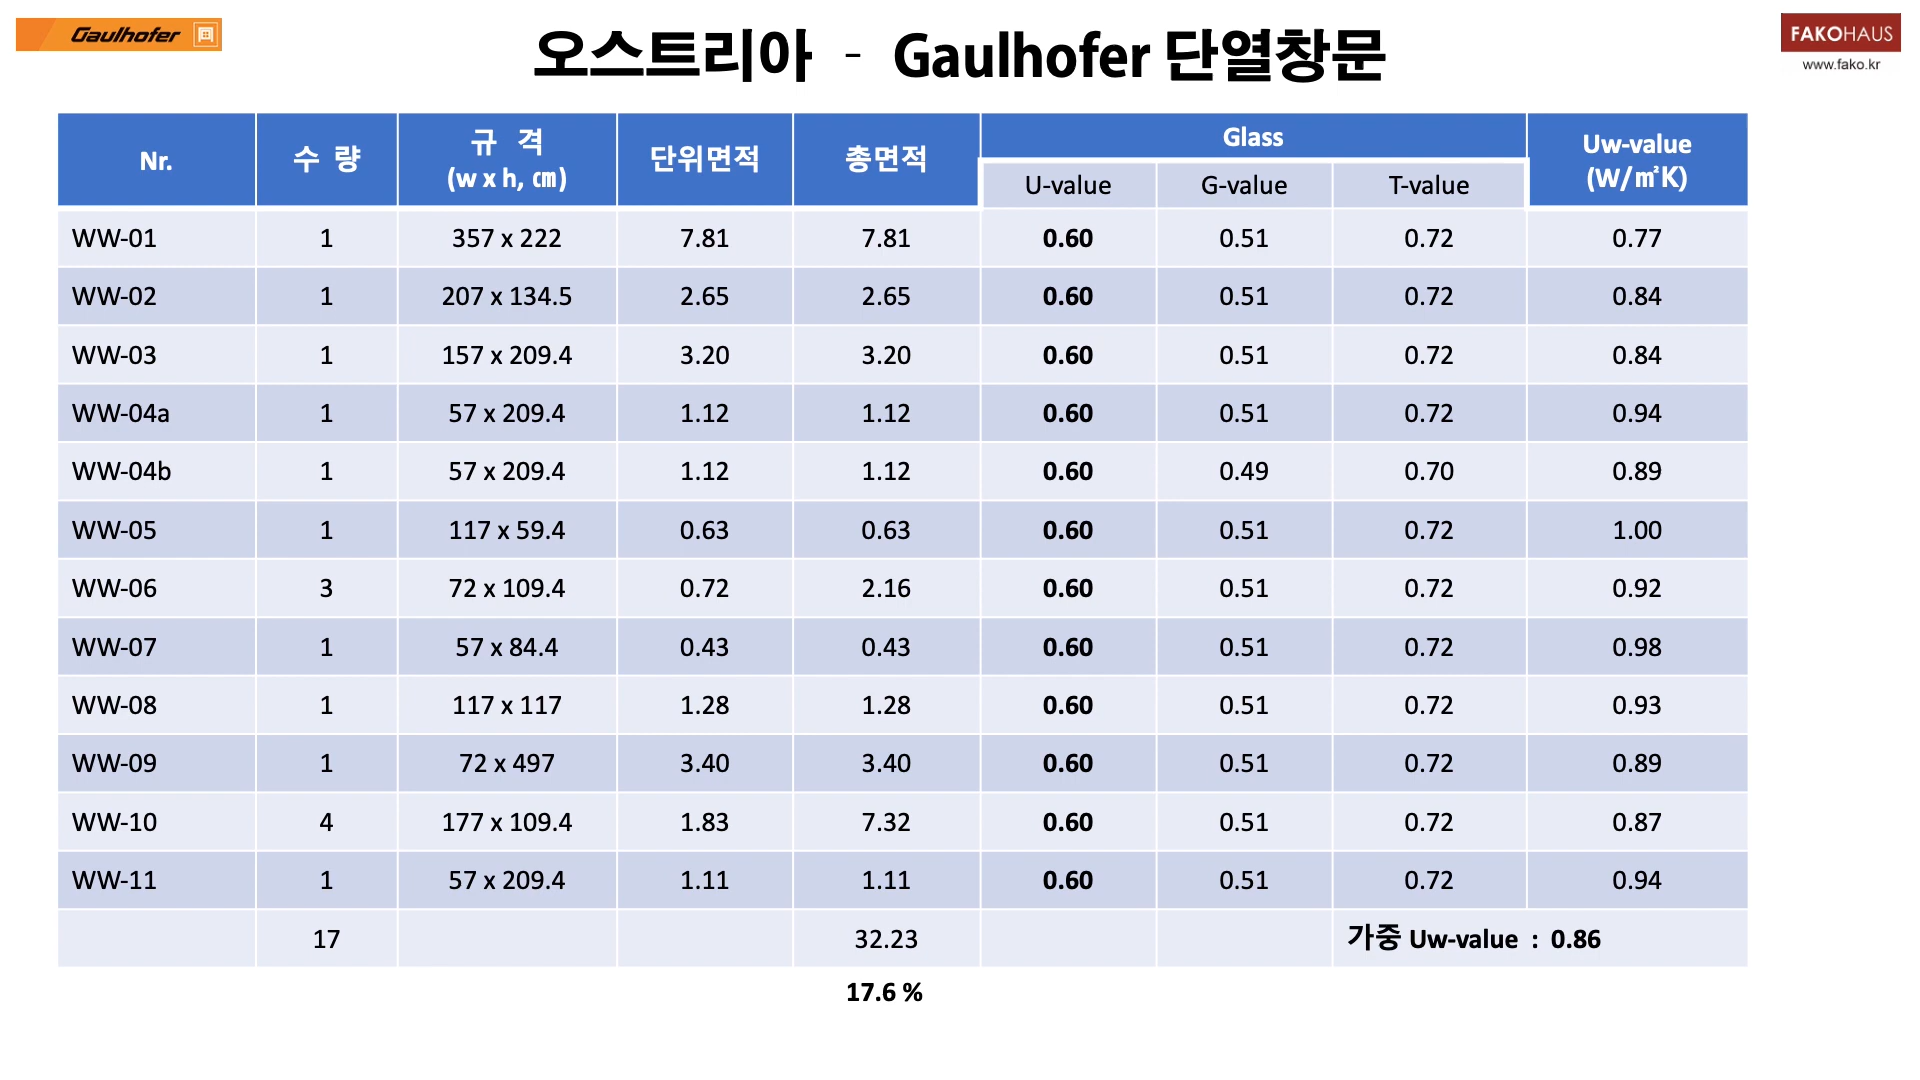 Gaulhofer
오스트리아 - Gaulhofer 단열창문
FAKOHAUS
www.fako.kr
Nr. 수 량 규 격 (w x h, ㎝) 단위면적 총면적 Glass Uw-value (W/㎡K)
U-value G-value T-value
WW-01 1 357 x 222 7.81 7.81 0.60 0.51 0.72 0.77
WW-02 1 207 x 134.5 2.65 2.65 0.60 0.51 0.72 0.84
WW-03 1 157 x 209.4 3.20 3.20 0.60 0.51 0.72 0.84
WW-04a 1 57 x 209.4 1.12 1.12 0.60 0.51 0.72 0.94
WW-04b 1 57 x 209.4 1.12 1.12 0.60 0.49 0.70 0.89
WW-05 1 117 x 59.4 0.63 0.63 0.60 0.51 0.72 1.00
WW-06 3 72 x 109.4 0.72 2.16 0.60 0.51 0.72 0.92
WW-07 1 57 x 84.4 0.43 0.43 0.60 0.51 0.72 0.98
WW-08 1 117 x 117 1.28 1.28 0.60 0.51 0.72 0.93
WW-09 1 72 x 497 3.40 3.40 0.60 0.51 0.72 0.89
WW-10 4 177 x 109.4 1.83 7.32 0.60 0.51 0.72 0.87
WW-11 1 57 x 209.4 1.11 1.11 0.60 0.51 0.72 0.94
17 32.23 가중 Uw-value : 0.86
17.6 %